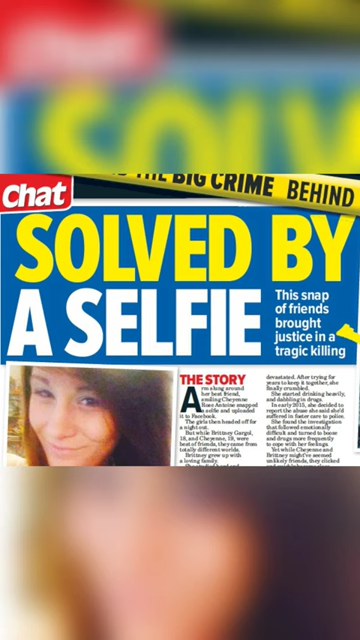 THE BIG CRIME BEHIND
Chat
SOLVED BY
A SELFIE
This snap
of friends
brought
justice in a
tragic killing
THE STORY
Arm slung around
her best friend,
smiling Cheyenne
Rose Antoine snapped
a selfie and uploaded
it to Facebook.
The girls then headed off for
a night out.
But while Brittney Gargol,
18, and Cheyenne, 19, were
best of friends, they came from
totally different worlds.
Brittney grew up with
a loving family.
devastated. After trying for
years to keep it together, she
finally crumbled.
She started drinking heavily,
and dabbling in drugs.
In early 2015, she decided to
report the abuse she said she'd
suffered in foster care to police.
She found the investigation
that followed emotionally
difficult and turned to booze
and drugs more frequently
to cope with her feelings.
Yet while Cheyenne and
Brittney might've seemed
unlikely friends, they clicked